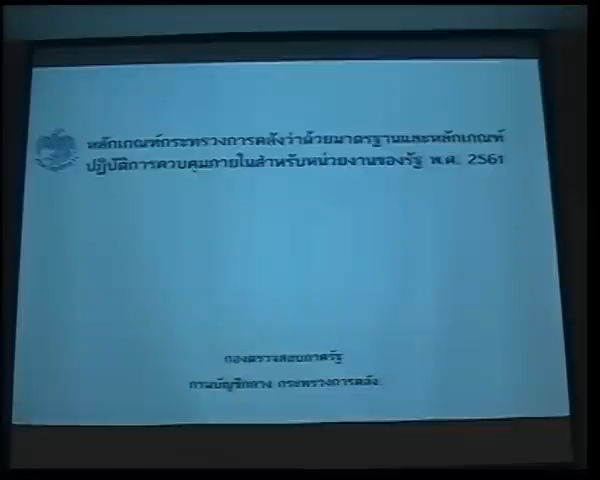 หลักเกณฑ์กระทรวงการคลังว่าด้วยมาตรฐานและหลักเกณฑ์
ปฏิบัติการควบคุมภายในสำหรับหน่วยงานของรัฐ พ.ศ. 2561
กองตรวจสอบภาครัฐ
กรมบัญชีกลาง กระทรวงการคลัง